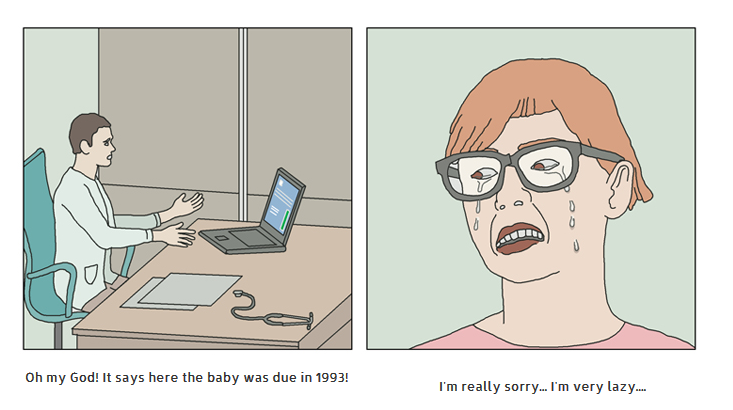 Oh my God! It says here the baby was due in 1993!
I'm really sorry... I'm very lazy....